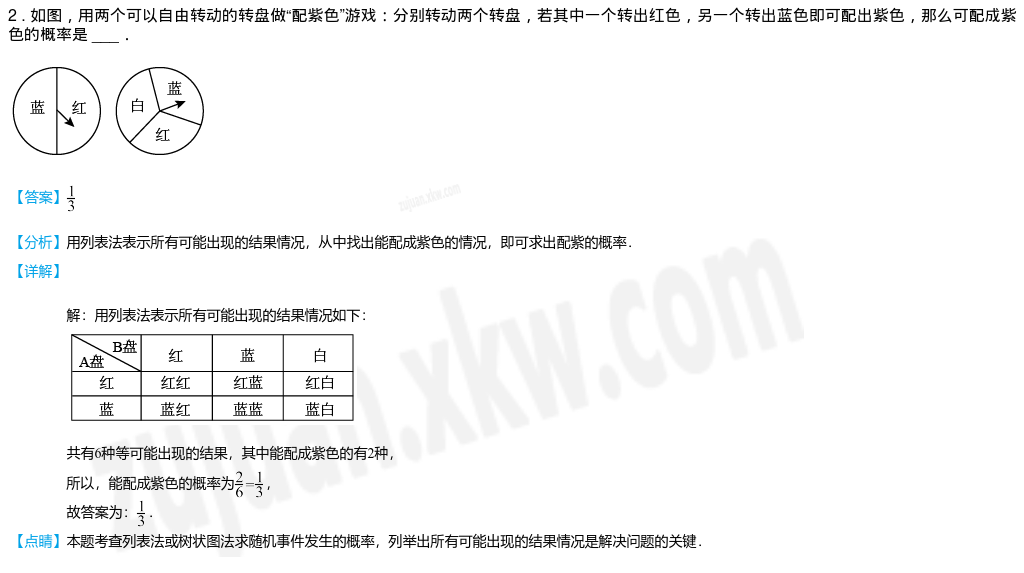 2．如图，用两个可以自由转动的转盘做“配紫色”游戏：分别转动两个转盘，若其中一个转出红色，另一个转出蓝色即可配出紫色，那么可配成紫
色的概率是 ____ ．
蓝 红 白 蓝 红
【答案】1/3
zujuan.xkw.com
【分析】用列表法表示所有可能出现的结果情况，从中找出能配成紫色的情况，即可求出配紫的概率．
【详解】
解：用列表法表示所有可能出现的结果情况如下：
B盘 A盘 红 蓝 白
红 红红 红蓝 红白
蓝 蓝红 蓝蓝 蓝白
共有6种等可能出现的结果，其中能配成紫色的有2种，
所以，能配成紫色的概率为2/6=1/3，
故答案为：1/3．
【点睛】本题考查列表法或树状图法求随机事件发生的概率，列举出所有可能出现的结果情况是解决问题的关键．
zujuan.xkw.com